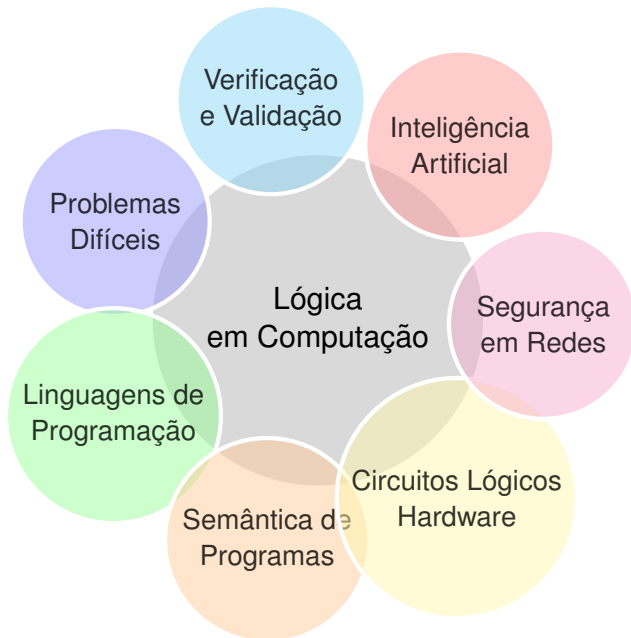 Verificação
e Validação
Inteligência
Artificial
Problemas
Difíceis
Lógica
em Computação
Segurança
em Redes
Linguagens de
Programação
Circuitos Lógicos
Hardware
Semântica de
Programas